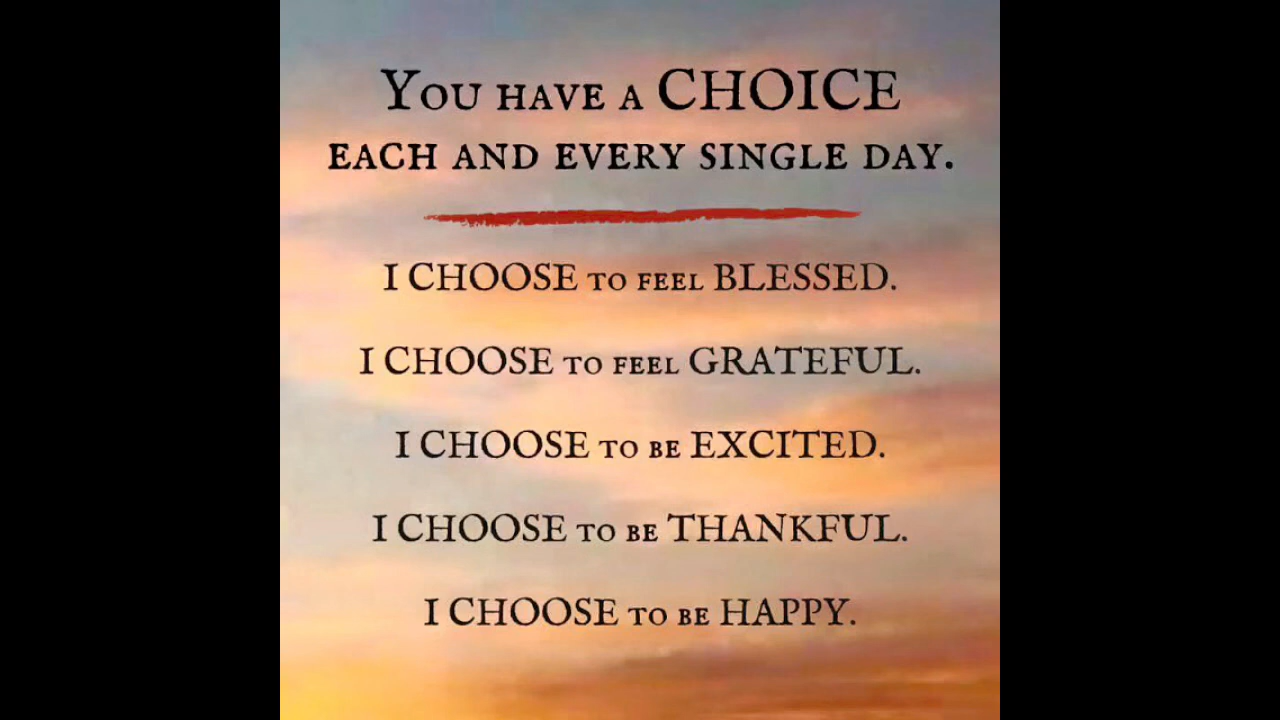 You have a CHOICE
EACH AND EVERY SINGLE DAY.
I CHOOSE TO FEEL BLESSED.
I CHOOSE TO FEEL GRATEFUL.
I CHOOSE TO BE EXCITED.
I CHOOSE TO BE THANKFUL.
I CHOOSE TO BE HAPPY.